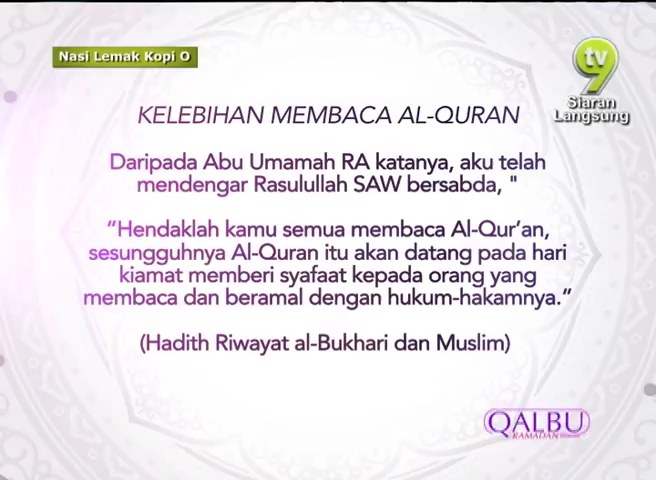 Nasi Lemak Kopi O
tv
9
Siaran
Langsung
KELEBIHAN MEMBACA AL-QURAN
Daripada Abu Umamah RA katanya, aku telah
mendengar Rasulullah SAW bersabda, "
“Hendaklah kamu semua membaca Al-Qur’an,
sesungguhnya Al-Quran itu akan datang pada hari
kiamat memberi syafaat kepada orang yang
membaca dan beramal dengan hukum-hakamnya.”
(Hadith Riwayat al-Bukhari dan Muslim)
QALBU
RAMADAN